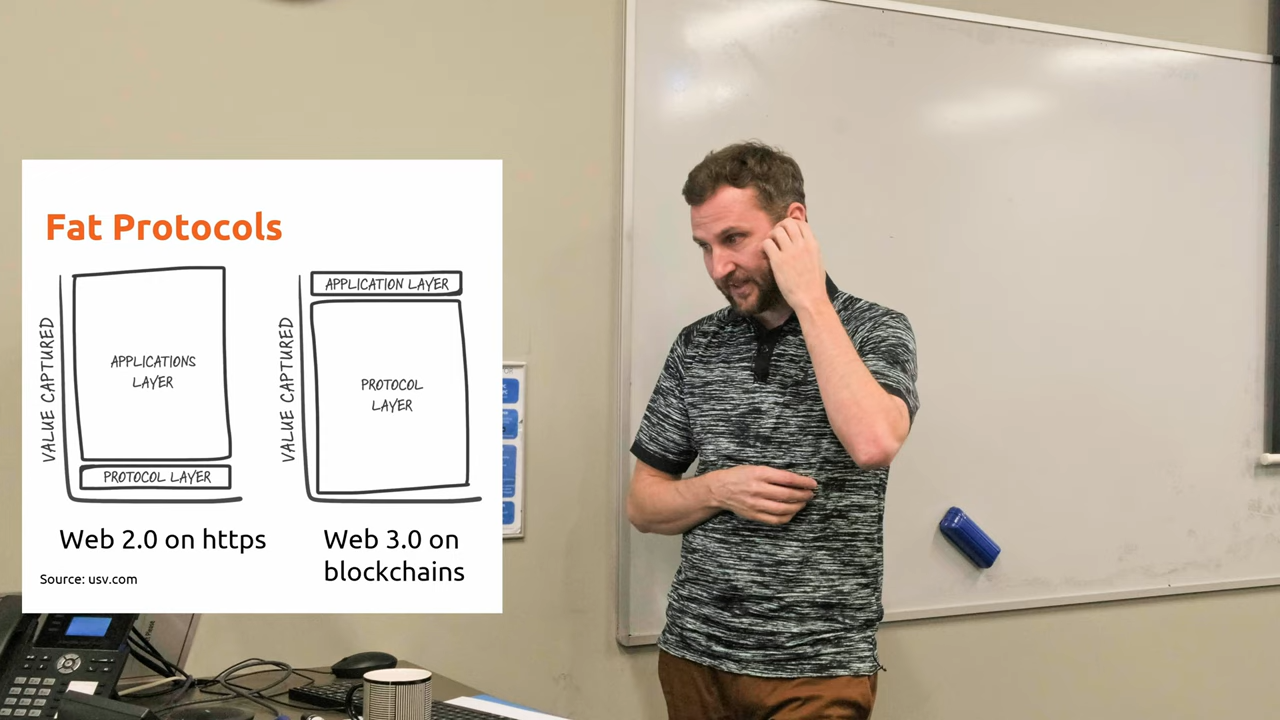 Fat Protocols
VALUE CAPTURED
APPLICATIONS
LAYER
PROTOCOL LAYER
VALUE CAPTURED
APPLICATION LAYER
PROTOCOL
LAYER
Web 2.0 on https
Web 3.0 on
blockchains
Source: usv.com